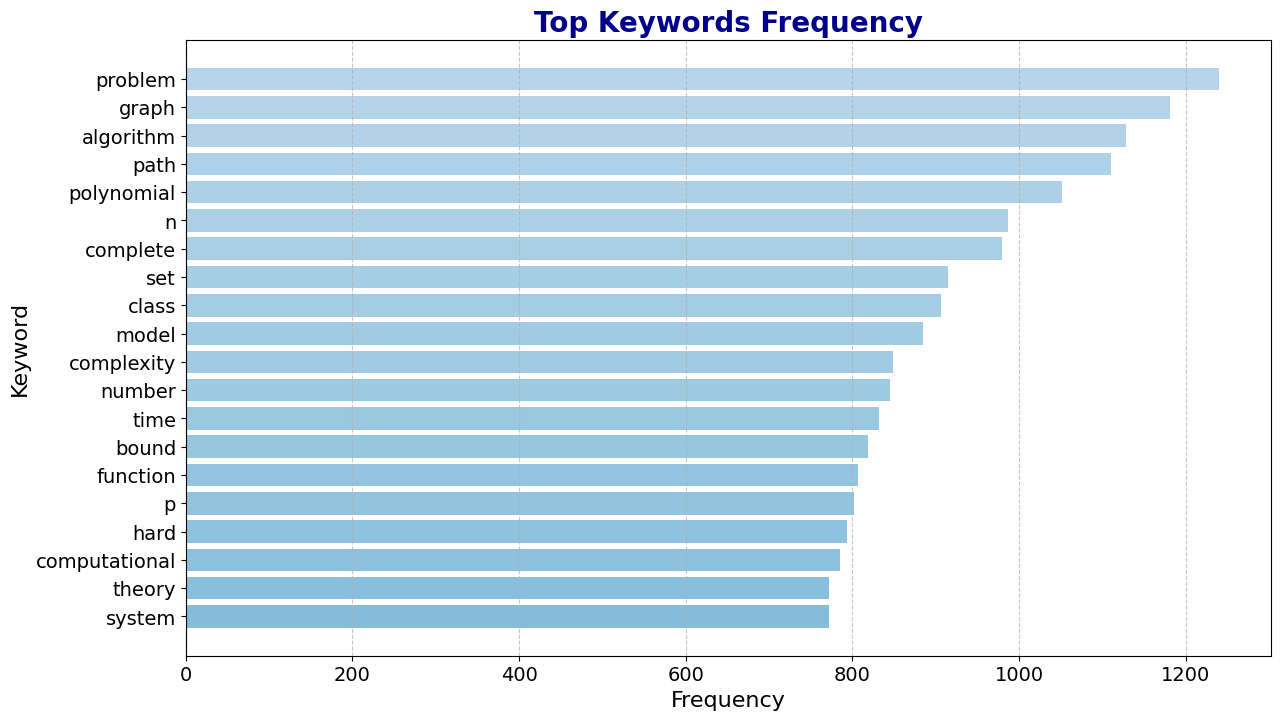 Top Keywords Frequency
Keyword
problem
graph
algorithm
path
polynomial
n
complete
set
class
model
complexity
number
time
bound
function
p
hard
computational
theory
system
0 200 400 600 800 1000 1200
Frequency